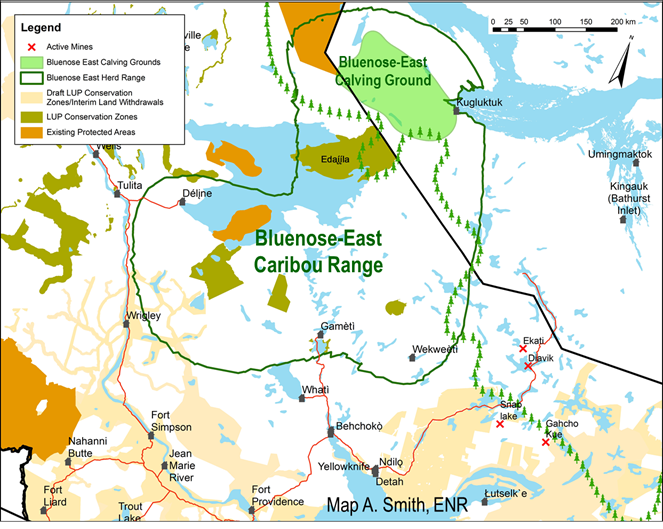 Legend
Active Mines
Bluenose East Calving Grounds
Bluenose East Herd Range
Draft LUP Conservation
Zones/Interim Land Withdrawals
LUP Conservation Zones
Existing Protected Areas
0 25 50 100 150 200 km
N
ville
Bluenose-East
Calving Ground
Kugluktuk
Umingmaktok
Kingauk
(Bathurst
Inlet)
Wells
Edaįįla
Tulita
Délįne
Bluenose-East
Caribou Range
Wrigley
Gamètì
Wekweètì
Ekati
Diavik
Whatì
Snap
lake
Gahcho
Kue
Fort
Simpson
Behchokǫ̀
Nahanni
Butte
Jean
Marie
River
Yellowknife
Ndilǫ
Detah
Łutselk`e
Fort
Liard
Trout
Lake
Fort
Providence
Map A. Smith, ENR